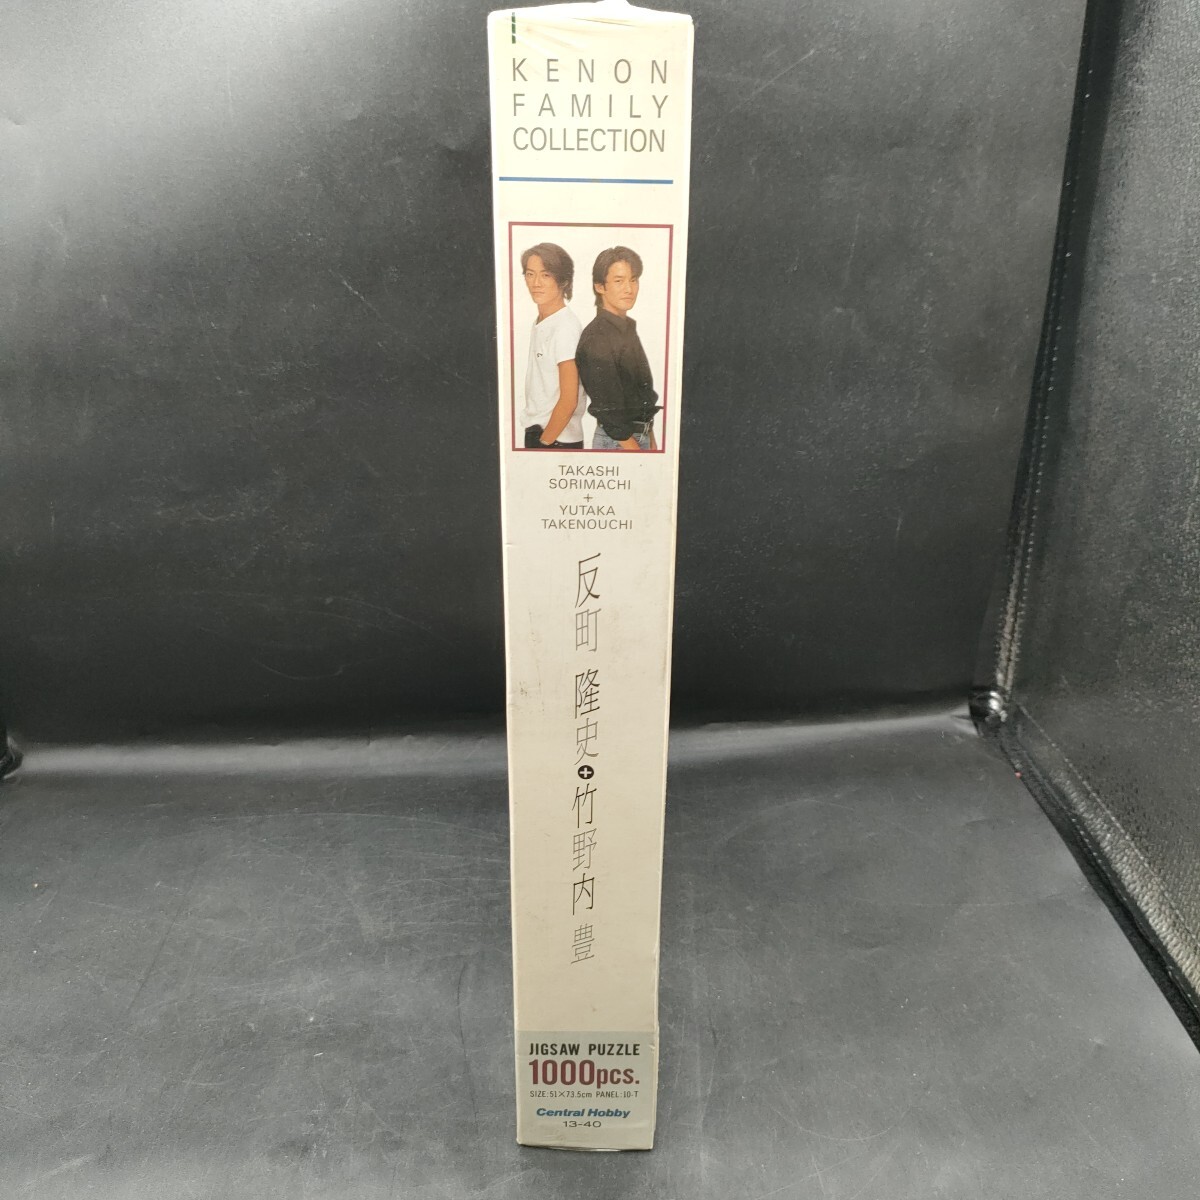 KENON
FAMILY
COLLECTION
TAKASHI
SORIMACHI
+
YUTAKA
TAKENOUCHI
反町 隆史+竹野内 豊
JIGSAW PUZZLE
1000pcs.
SIZE:51×73.5cm PANEL:10-T
Central Hobby
13-40